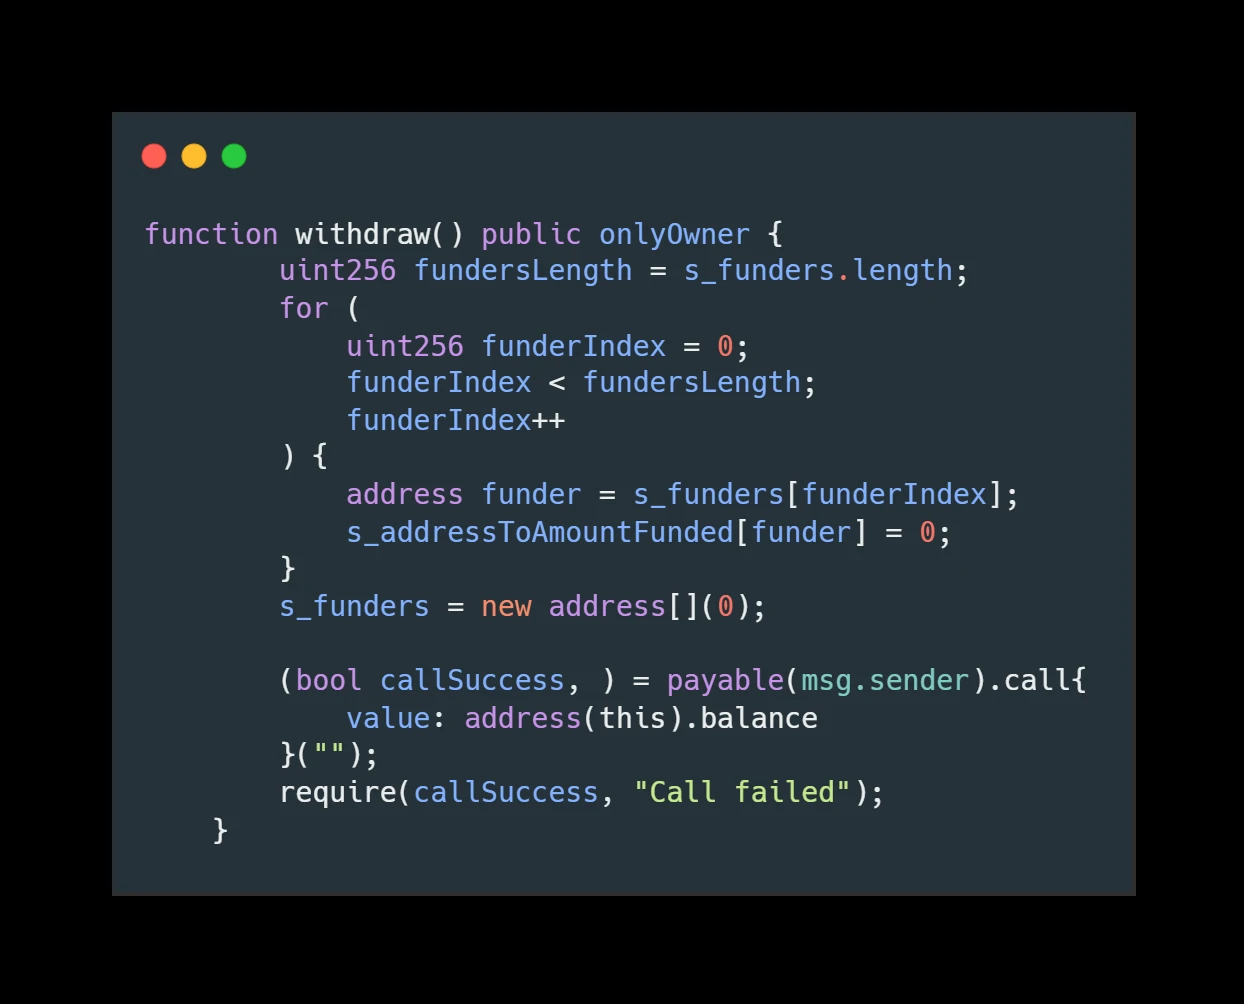 function withdraw() public onlyOwner {
        uint256 fundersLength = s_funders.length;
        for (
            uint256 funderIndex = 0;
            funderIndex < fundersLength;
            funderIndex++
        ) {
            address funder = s_funders[funderIndex];
            s_addressToAmountFunded[funder] = 0;
        }
        s_funders = new address[](0);

        (bool callSuccess, ) = payable(msg.sender).call{
            value: address(this).balance
        }("");
        require(callSuccess, "Call failed");
    }